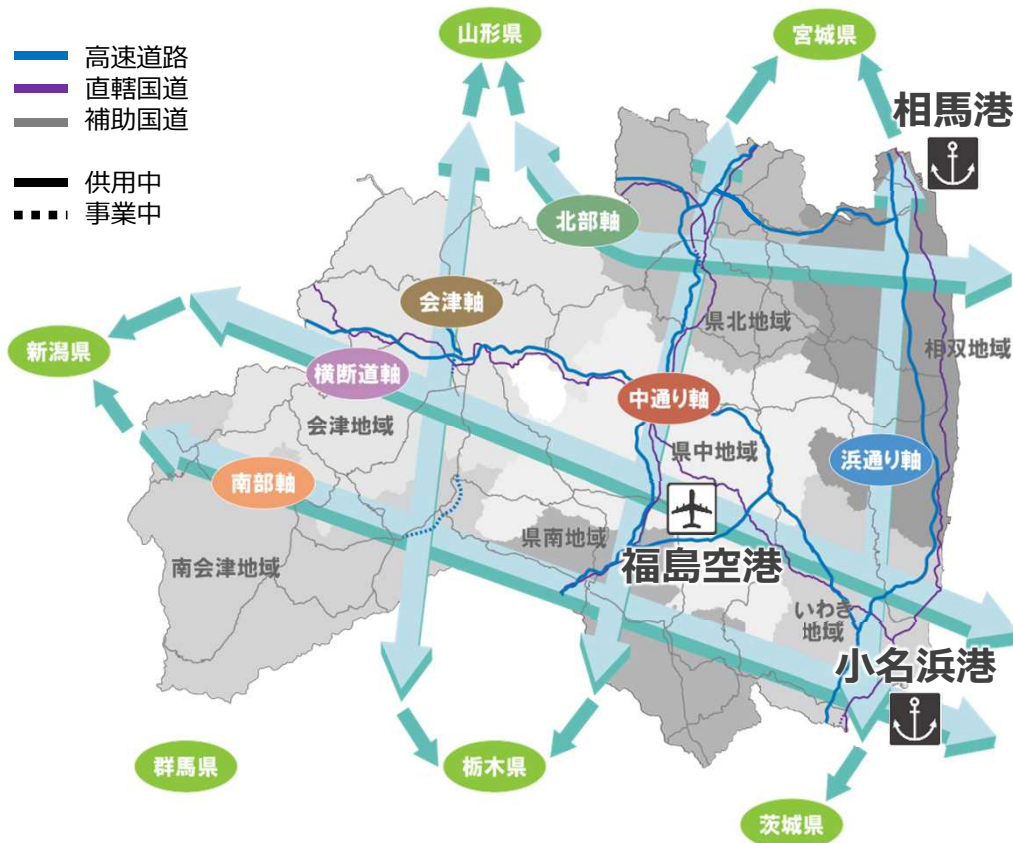 山形県
宮城県
高速道路
直轄国道
補助国道
供用中
事業中
相馬港
北部軸
会津軸
県北地域
新潟県
相双地域
横断道軸
会津地域
中通り軸
県中地域
浜通り軸
南部軸
県南地域
南会津地域
福島空港
いわき
地域
小名浜港
群馬県
栃木県
茨城県